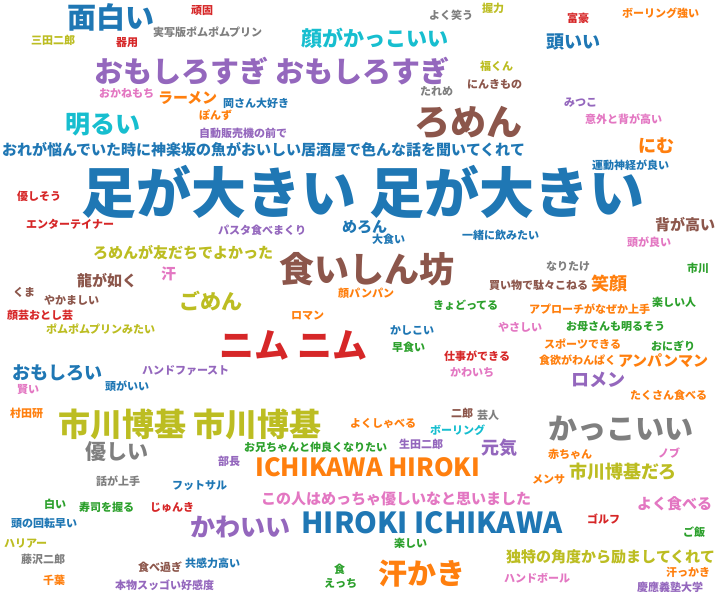 面白い
頑固
よく笑う
握力
富豪
ボーリング強い
三田二郎
器用
実写版ポムポムプリン
顔がかっこいい
頭いい
おもしろすぎ おもしろすぎ
福くん
にんきもの
おかねもち
ラーメン
岡さん大好き
たれめ
みつこ
明るい
ぽんず
ろめん
意外と背が高い
自動販売機の前で
にむ
おれが悩んでいた時に神楽坂の魚がおいしい居酒屋で色んな話を聞いてくれて
運動神経が良い
足が大きい 足が大きい
優しそう
エンターテイナー
パスタ食べまくり
めろん
大食い
一緒に飲みたい
背が高い
頭が良い
ろめんが友だちでよかった
食いしん坊
龍が如く
汗
なりたけ
市川
くま
やかましい
ごめん
顔パンパン
買い物で駄々こねる
笑顔
顔芸おとし芸
ロマン
きょどってる
アプローチがなぜか上手
楽しい人
ポムポムプリンみたい
ニム ニム
かしこい
やさしい
お母さんも明るそう
早食い
スポーツできる
おにぎり
仕事ができる
食欲がわんぱく
アンパンマン
おもしろい
ハンドファースト
かわいち
ロメン
賢い
頭がいい
たくさん食べる
村田研
市川博基 市川博基
よくしゃべる
二郎
芸人
ボーリング
かっこいい
優しい
お兄ちゃんと仲良くなりたい
生田二郎
元気
部長
ICHIKAWA HIROKI
赤ちゃん
ノブ
話が上手
フットサル
メンサ
市川博基だろ
この人はめっちゃ優しいなと思いました
白い
寿司を握る
じゅんき
よく食べる
頭の回転早い
かわいい
HIROKI ICHIKAWA
ゴルフ
ご飯
ハリアー
楽しい
藤沢二郎
食べ過ぎ
共感力高い
独特の角度から励ましてくれて
千葉
本物スッゴい好感度
食
えっち
汗かき
ハンドボール
汗っかき
慶應義塾大学